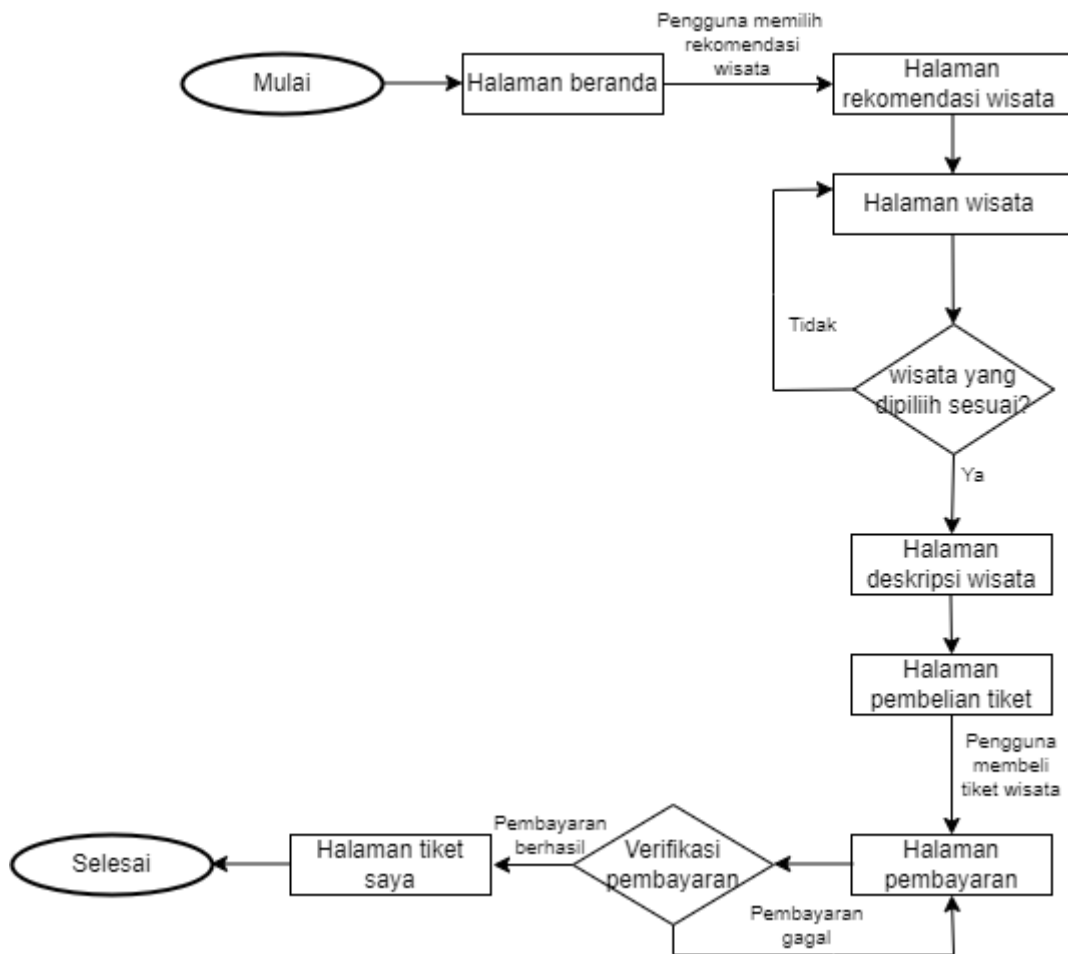 Pengguna memilih
rekomendasi
wisata
Mulai
Halaman beranda
Halaman
rekomendasi wisata
Halaman wisata
Tidak
wisata yang
dipiliih sesuai?
Ya
Halaman
deskripsi wisata
Halaman
pembelian tiket
Pengguna
membeli
tiket wisata
Halaman
pembayaran
Verifikasi
pembayaran
Pembayaran
berhasil
Pembayaran
gagal
Halaman tiket
saya
Selesai